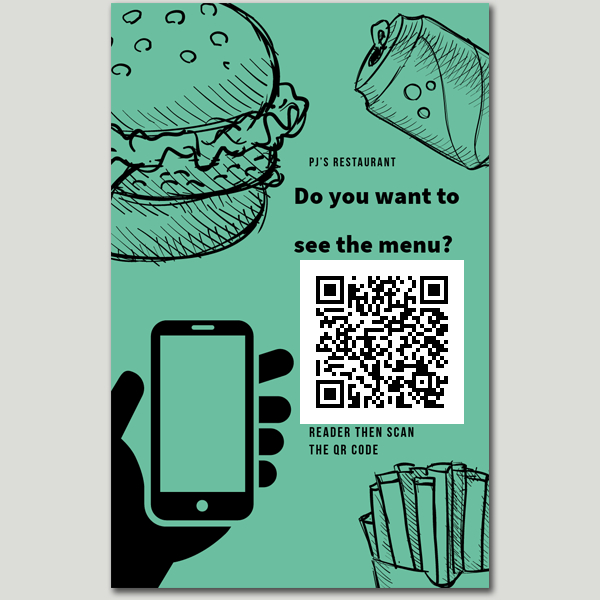 PJ'S RESTAURANT
Do you want to
see the menu?
READER THEN SCAN
THE QR CODE